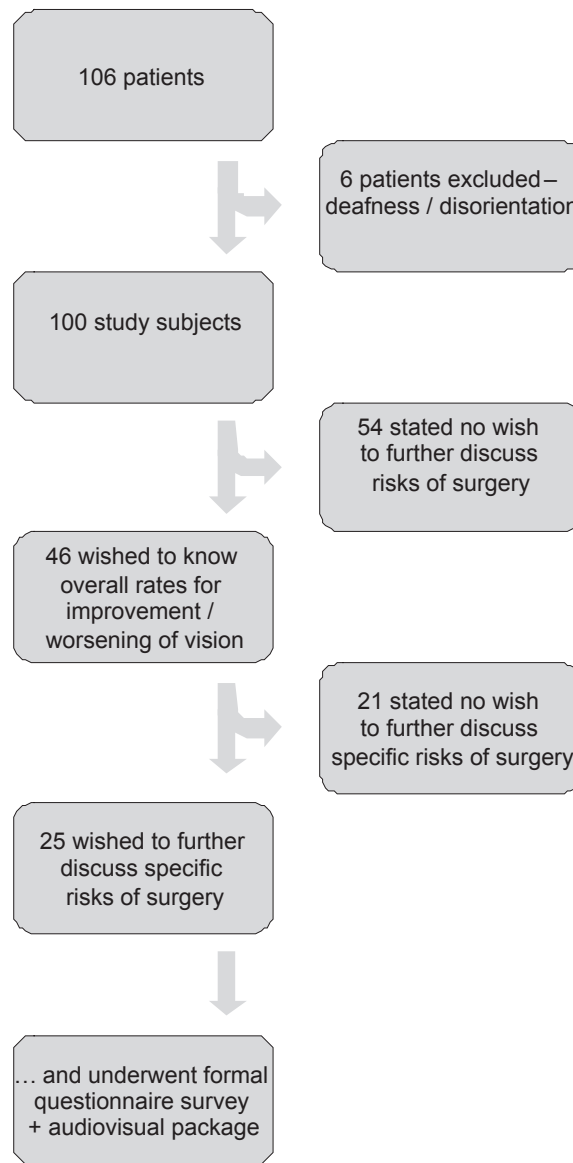 106 patients
6 patients excluded –
deafness / disorientation
100 study subjects
54 stated no wish
to further discuss
risks of surgery
46 wished to know
overall rates for
improvement /
worsening of vision
21 stated no wish
to further discuss
specific risks of surgery
25 wished to further
discuss specific
risks of surgery
… and underwent formal
questionnaire survey
+ audiovisual package